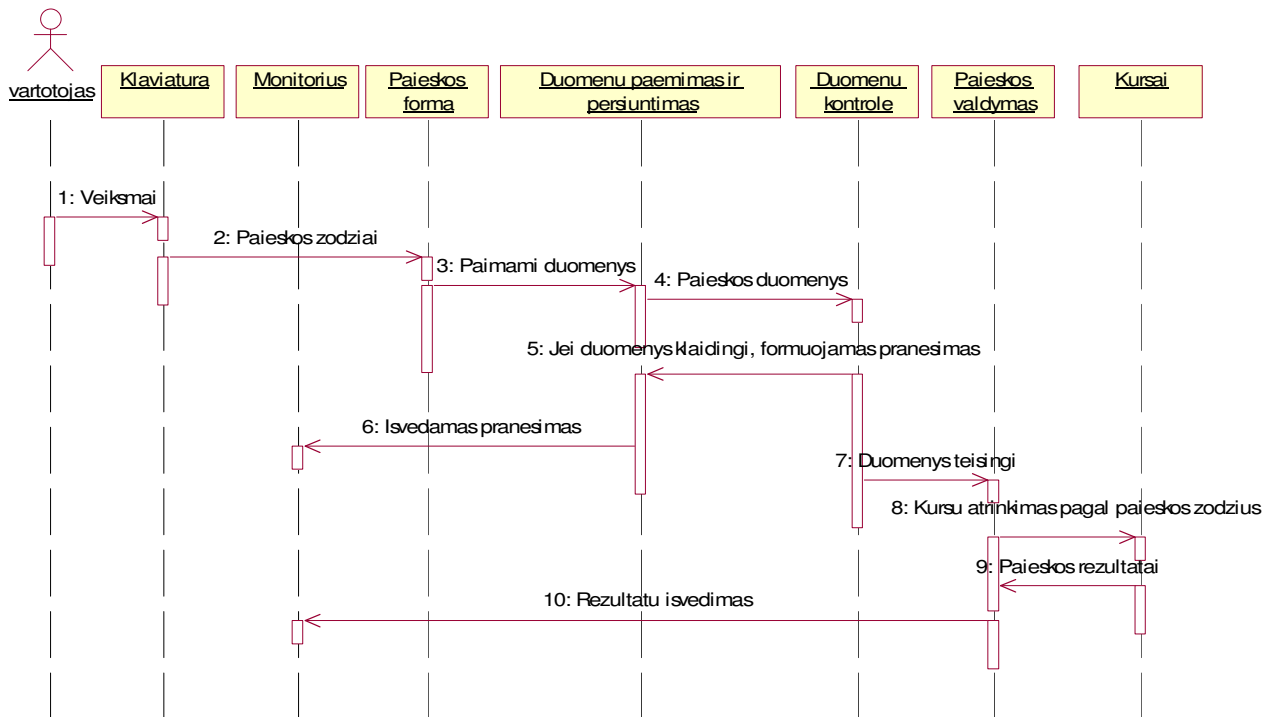 vartotojas
Klaviatura
Monitorius
Paieskos
forma
Duomenu paemimas ir
persiuntimas
Duomenu
kontrole
Paieskos
valdymas
Kursai
1: Veiksmai
2: Paieskos zodziai
3: Paimami duomenys
4: Paieskos duomenys
5: Jei duomenys klaidingi, formuojamas pranesimas
6: Isvedamas pranesimas
7: Duomenys teisingi
8: Kursu atrinkimas pagal paieskos zodzius
9: Paieskos rezultatai
10: Rezultatu isvedimas